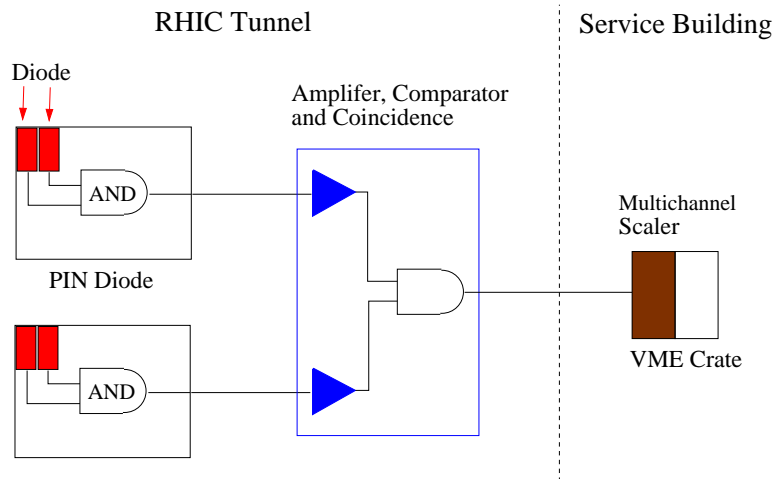 RHIC Tunnel
Service Building
Diode
Amplifer, Comparator
and Coincidence
AND
Multichannel
Scaler
PIN Diode
VME Crate
AND